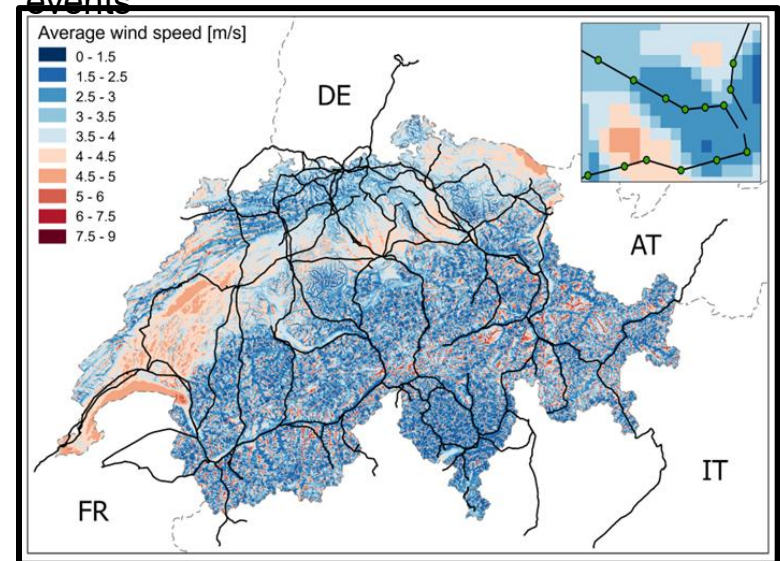 events
Average wind speed [m/s]
0 - 1.5
1.5 - 2.5
2.5 - 3
3 - 3.5
3.5 - 4
4 - 4.5
4.5 - 5
5 - 6
6 - 7.5
7.5 - 9
DE
AT
IT
FR